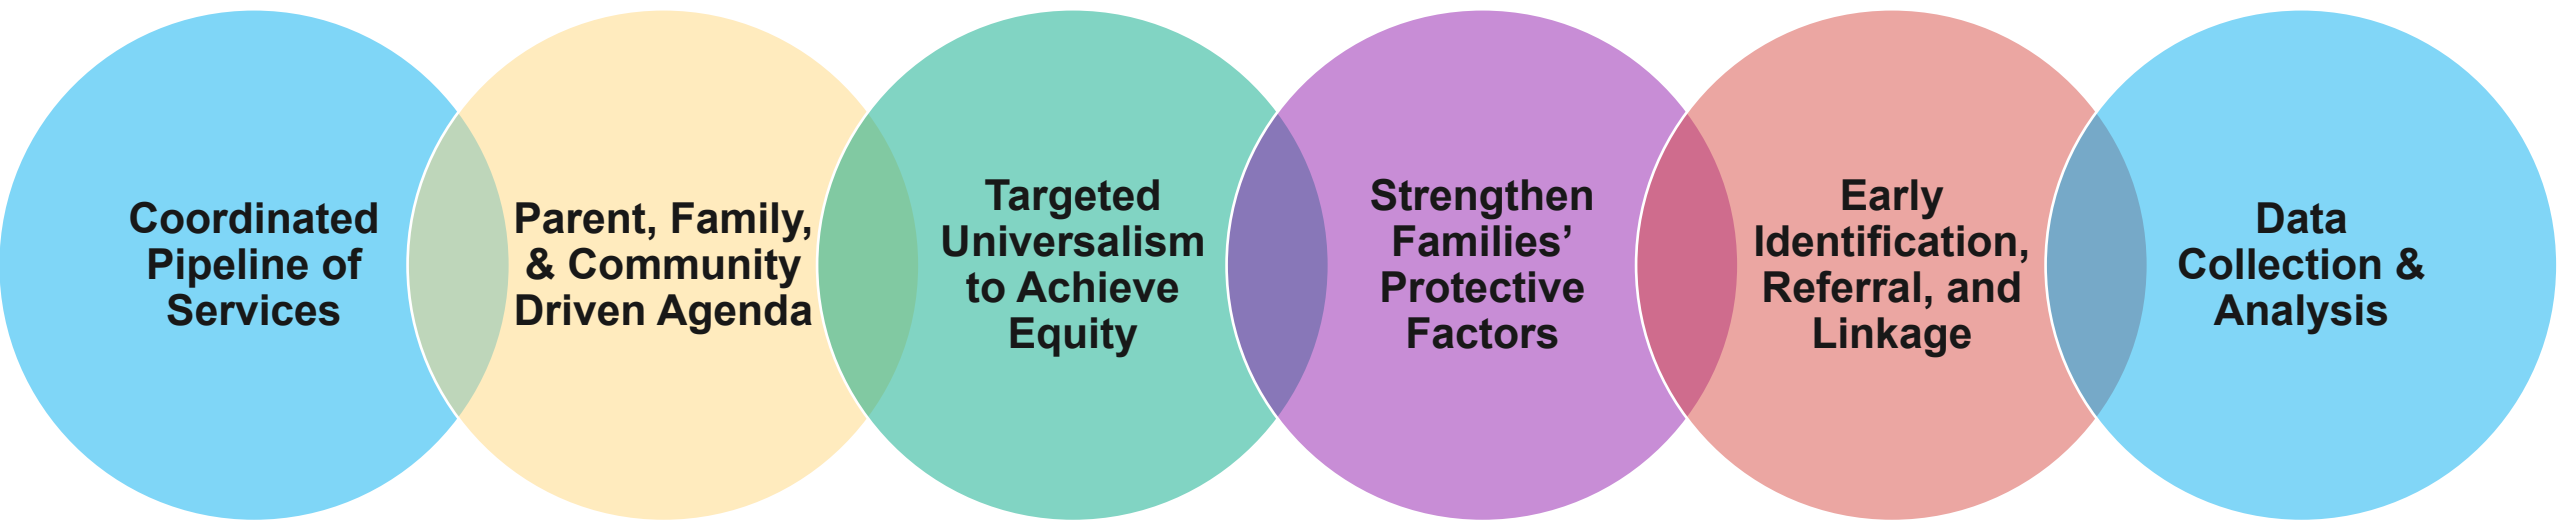 Coordinated
Pipeline of
Services
Parent, Family,
& Community
Driven Agenda
Targeted
Universalism
to Achieve
Equity
Strengthen
Families’
Protective
Factors
Early
Identification,
Referral, and
Linkage
Data
Collection &
Analysis